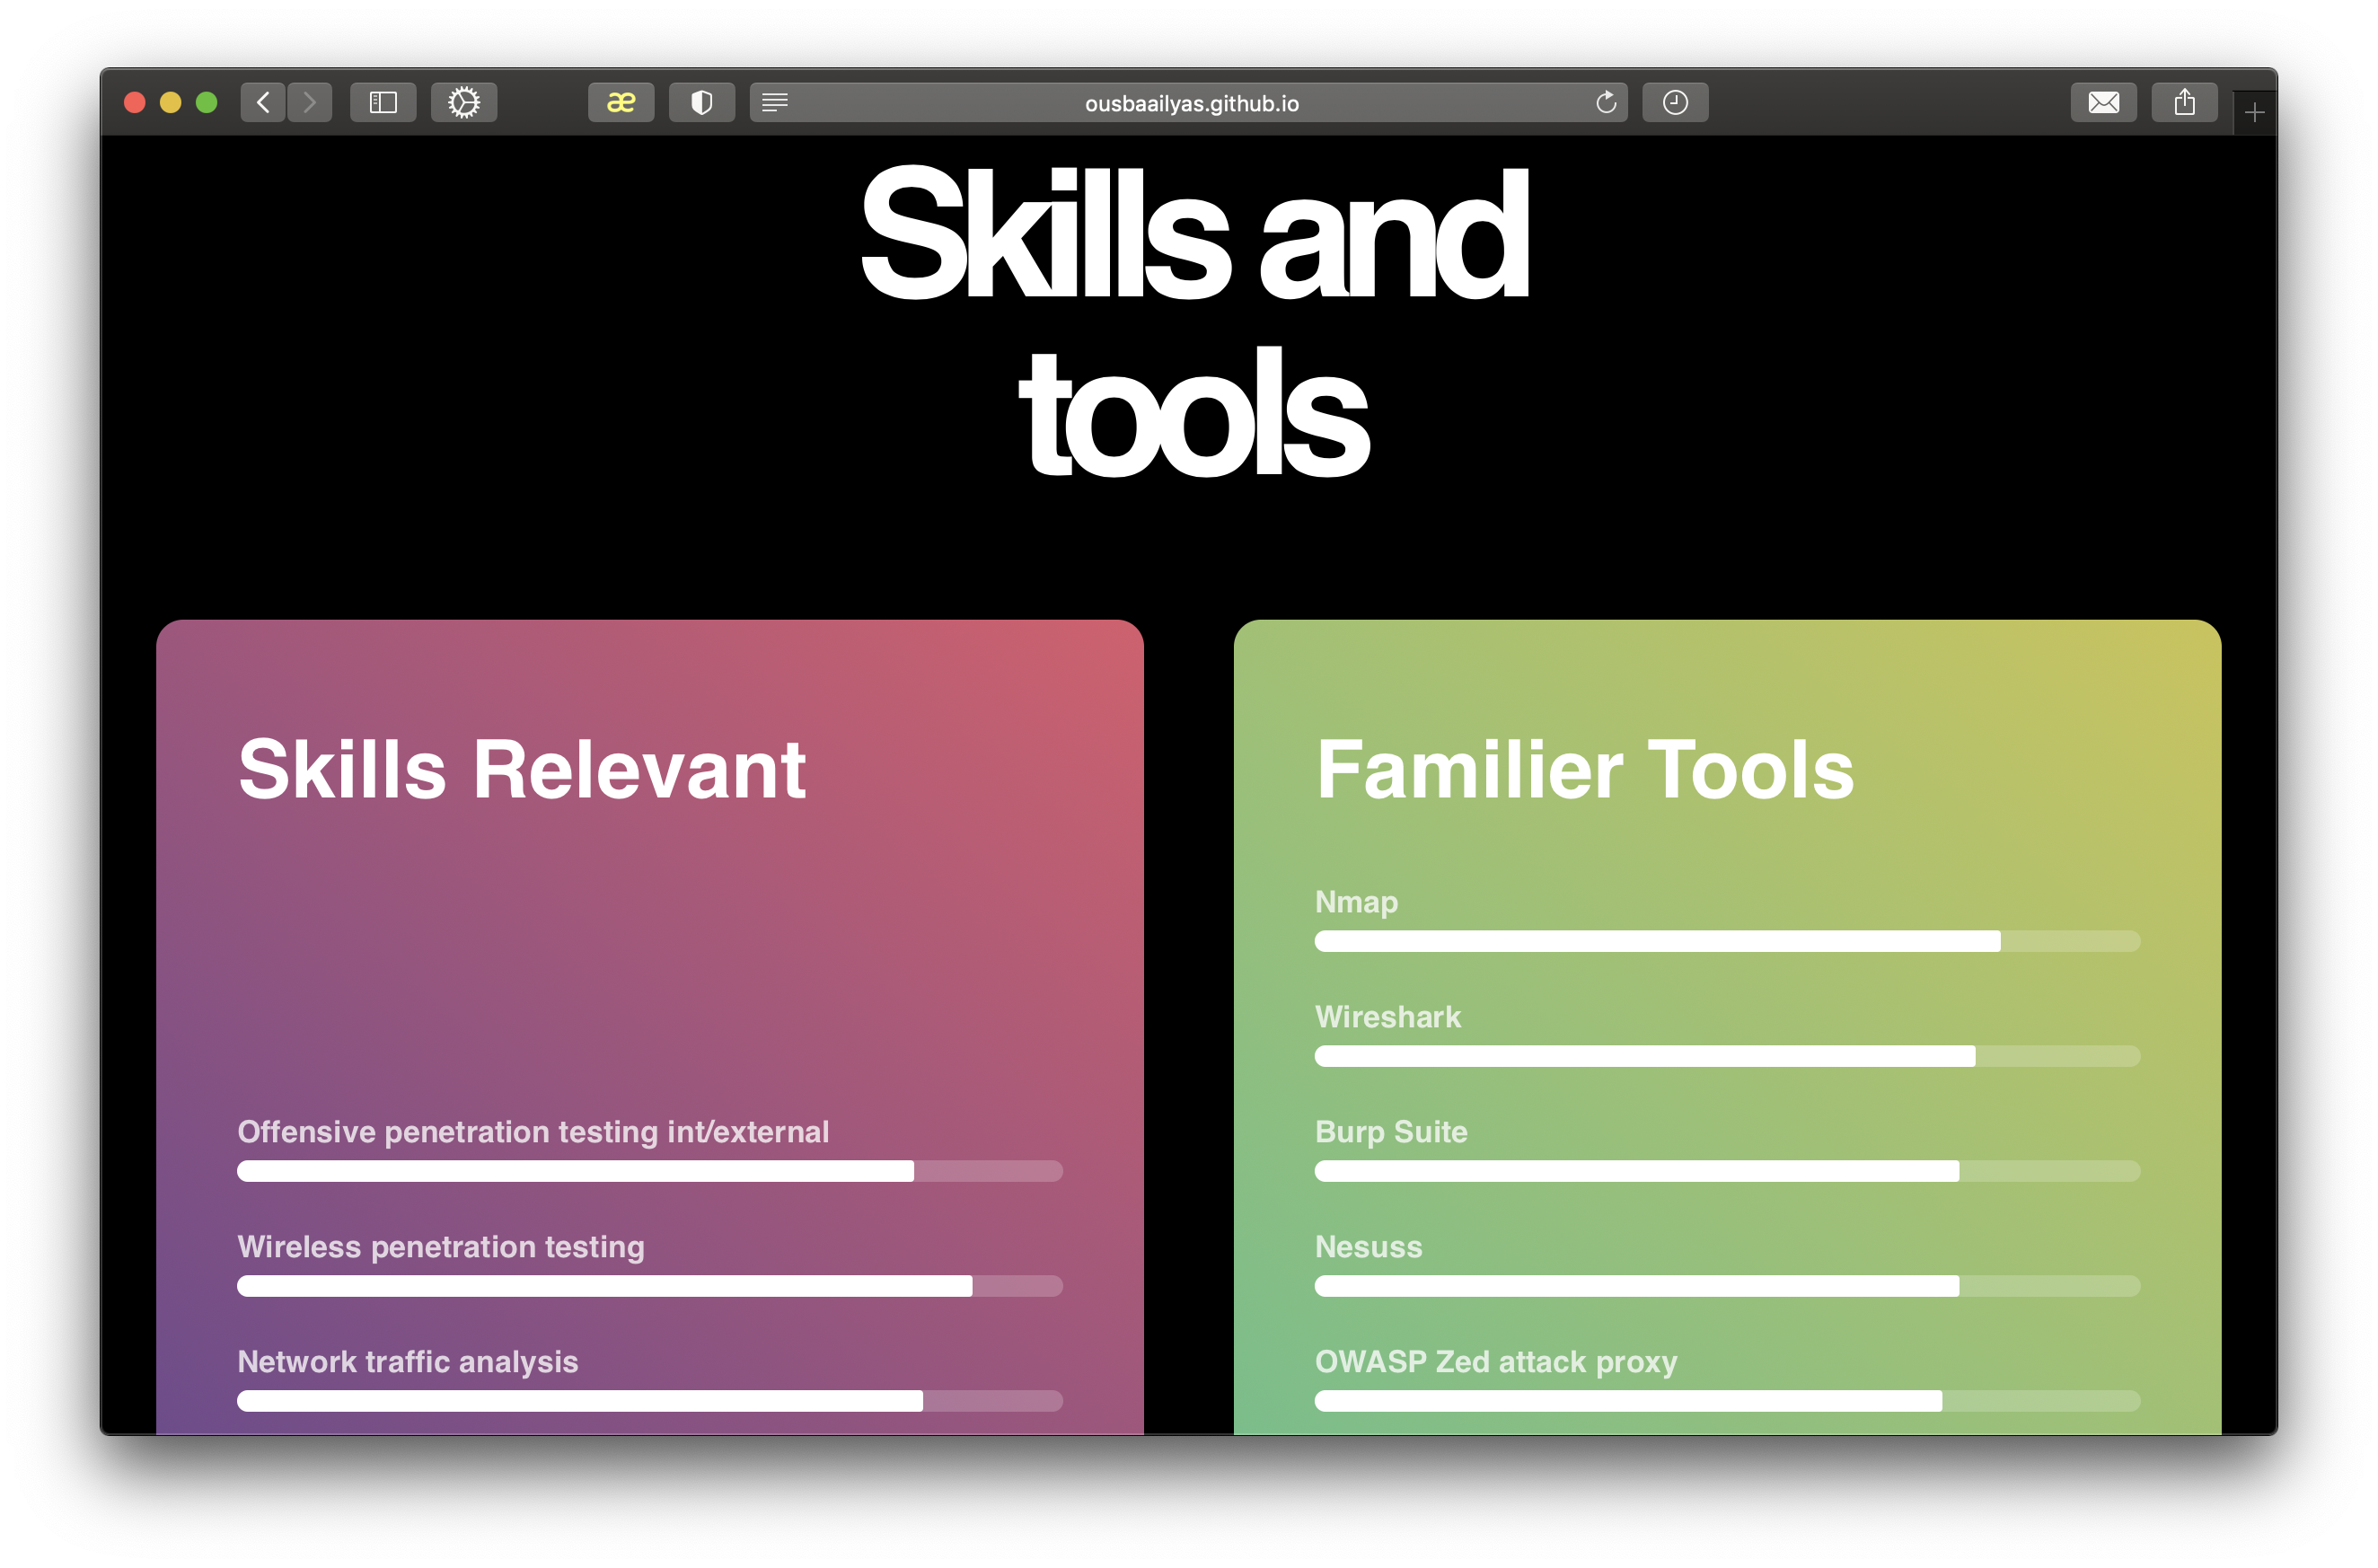 æ
ousbaailyas.github.io
Skills and
tools
Skills Relevant
Offensive penetration testing int/external
Wireless penetration testing
Network traffic analysis
Familier Tools
Nmap
Wireshark
Burp Suite
Nesuss
OWASP Zed attack proxy